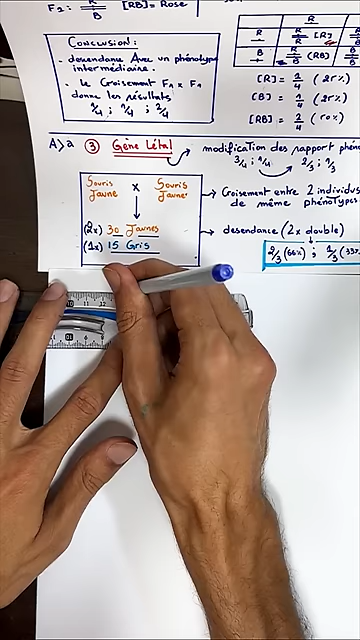 F2 : R/B [RB] = Rose
R
R R/R [R] R/B
B R/B (RB) B/B
Conclusion :
. desendance Avec un phénotype
intermédiaire.
. Le Croisement F1 x F1
donne les résultats
1/4 ; 1/4 ; 2/4
[R] = 1/4 (25%)
[B] = 1/4 (25%)
[RB] = 2/4 (50%)
A>a ③ Gène Létal → modification des rapport phéno
3/4 ; 1/4 2/3 ; 1/3
Souris x Souris
Jaune Jaune
→ Croisement entre 2 individus
de même phénotypes
(2x) 30 Jaunes
(1x) 15 Gris
→ desendance (2x double)
2/3 (66%) ; 1/3 (33%